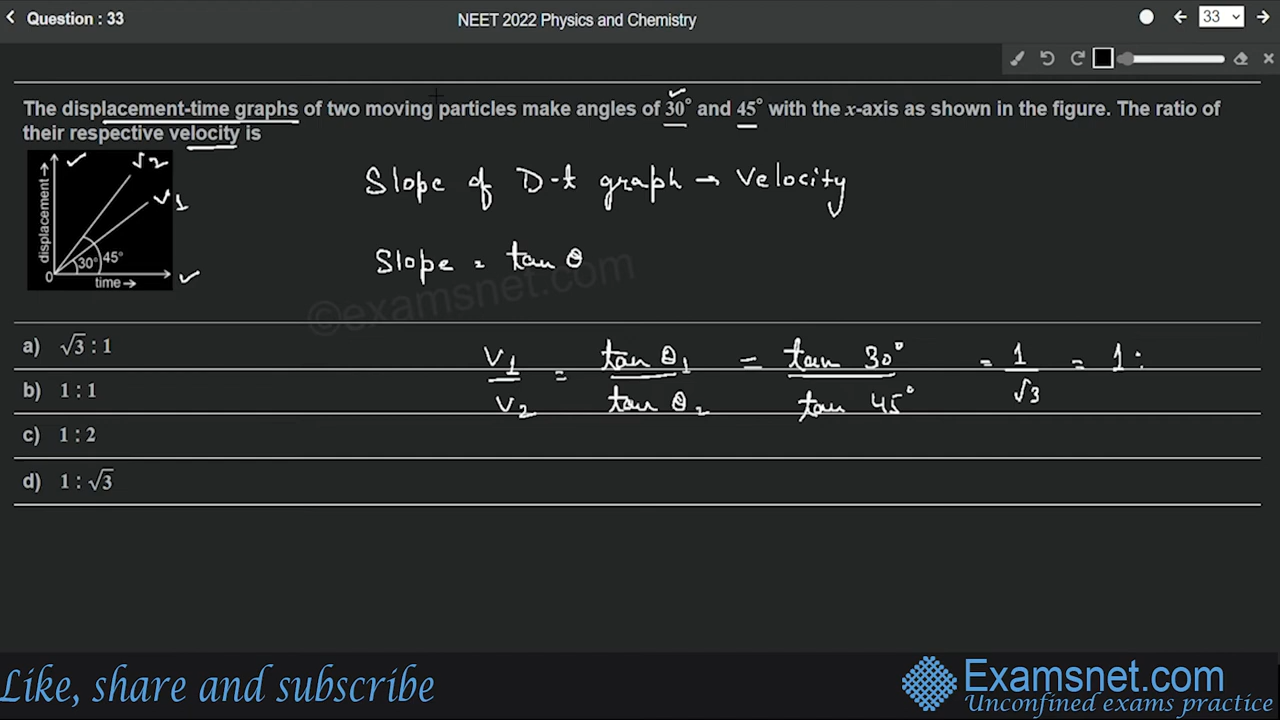 Question : 33
NEET 2022 Physics and Chemistry
33
The displacement-time graphs of two moving particles make angles of 30° and 45° with the x-axis as shown in the figure. The ratio of
their respective velocity is
displacement→
√2
V1
45°
30°
0
time→
Slope of D-t graph → Velocity
Slope = tan θ
©examsnet.com
a) √3 : 1
b) 1 : 1
c) 1 : 2
d) 1 : √3
V1/V2 = tan θ1/tan θ2 = tan 30°/tan 45° = 1/√3 = 1 :
Like, share and subscribe
Examsnet.com
Unconfined exams practice